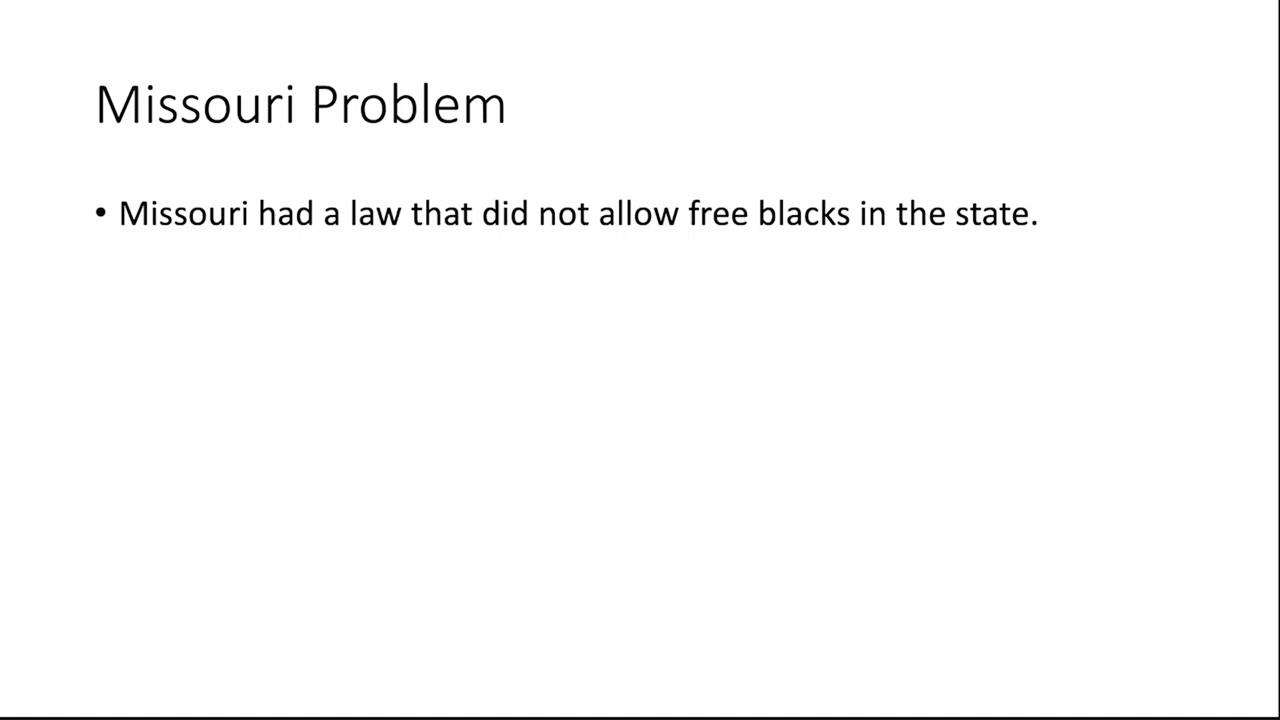 Missouri Problem
• Missouri had a law that did not allow free blacks in the state.